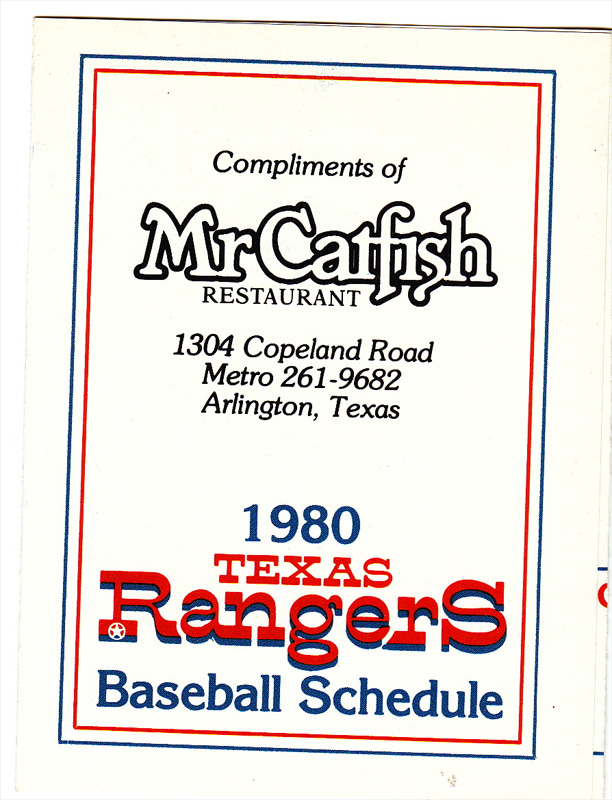 Compliments of
Mr Catfish
RESTAURANT
1304 Copeland Road
Metro 261-9682
Arlington, Texas
1980
TEXAS
Rangers
Baseball Schedule